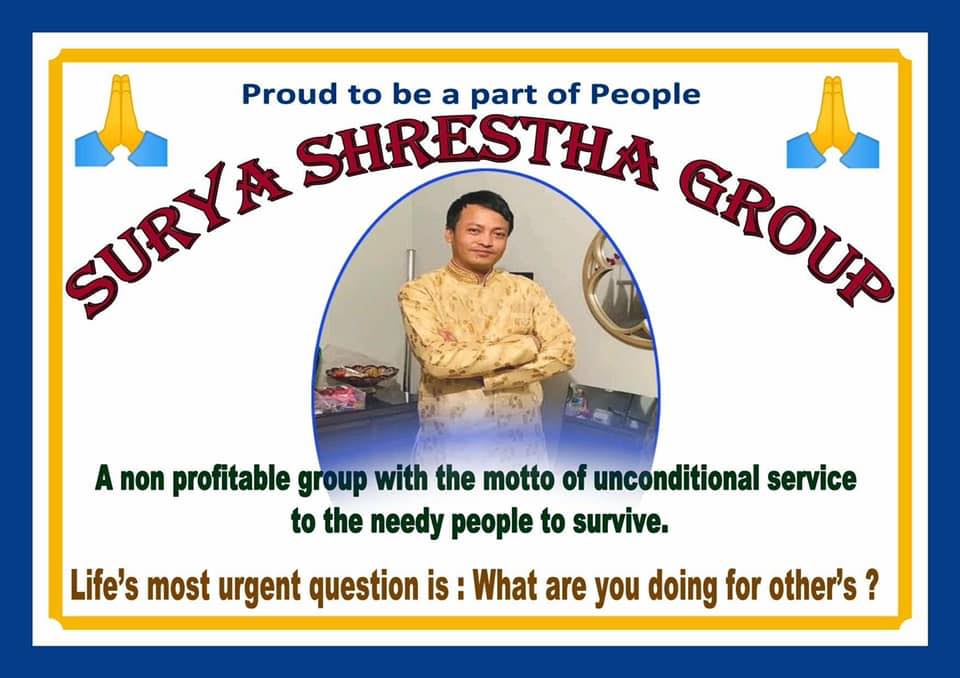 Proud to be a part of People
SURYA SHRESTHA GROUP
A non profitable group with the motto of unconditional service
to the needy people to survive.
Life's most urgent question is : What are you doing for other's ?